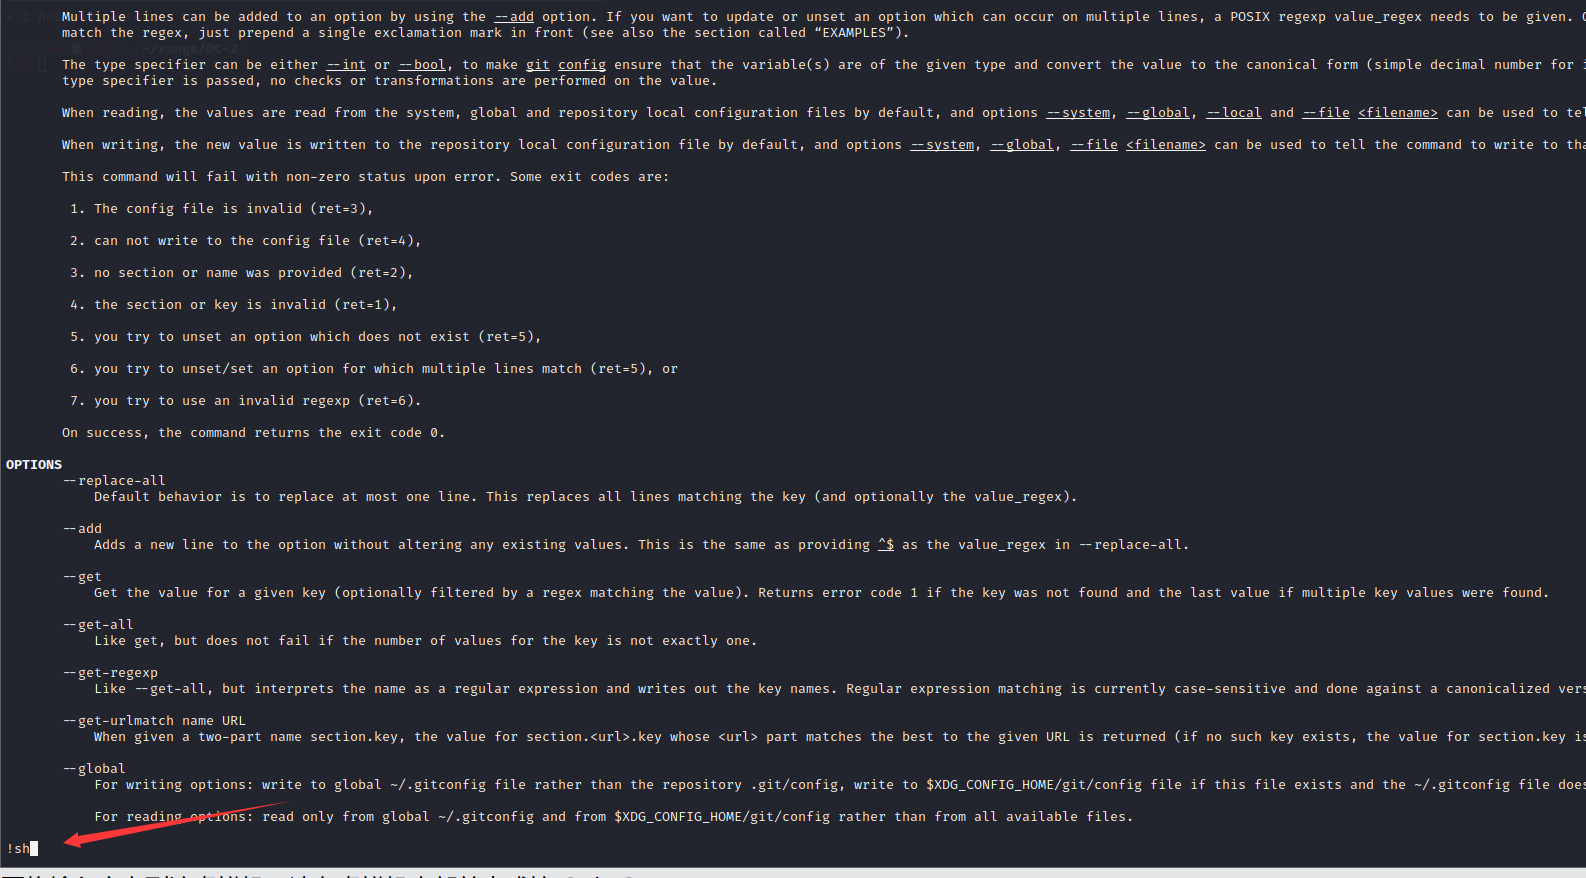 Multiple lines can be added to an option by using the --add option. If you want to update or unset an option which can occur on multiple lines, a POSIX regexp value_regex needs to be given.
match the regex, just prepend a single exclamation mark in front (see also the section called “EXAMPLES”).
The type specifier can be either --int or --bool, to make git config ensure that the variable(s) are of the given type and convert the value to the canonical form (simple decimal number for
type specifier is passed, no checks or transformations are performed on the value.
When reading, the values are read from the system, global and repository local configuration files by default, and options --system, --global, --local and --file <filename> can be used to
When writing, the new value is written to the repository local configuration file by default, and options --system, --global, --file <filename> can be used to tell the command to write to
This command will fail with non-zero status upon error. Some exit codes are:
1. The config file is invalid (ret=3),
2. can not write to the config file (ret=4),
3. no section or name was provided (ret=2),
4. the section or key is invalid (ret=1),
5. you try to unset an option which does not exist (ret=5),
6. you try to unset/set an option for which multiple lines match (ret=5), or
7. you try to use an invalid regexp (ret=6).
On success, the command returns the exit code 0.
OPTIONS
--replace-all
Default behavior is to replace at most one line. This replaces all lines matching the key (and optionally the value_regex).
--add
Adds a new line to the option without altering any existing values. This is the same as providing ^$ as the value_regex in --replace-all.
--get
Get the value for a given key (optionally filtered by a regex matching the value). Returns error code 1 if the key was not found and the last value if multiple key values were found.
--get-all
Like get, but does not fail if the number of values for the key is not exactly one.
--get-regexp
Like --get-all, but interprets the name as a regular expression and writes out the key names. Regular expression matching is currently case-sensitive and done against a canonicalized
--get-urlmatch name URL
When given a two-part name section.key, the value for section.<url>.key whose <url> part matches the best to the given URL is returned (if no such key exists, the value for section.key is
--global
For writing options: write to global ~/.gitconfig file rather than the repository .git/config, write to $XDG_CONFIG_HOME/git/config file if this file exists and the ~/.gitconfig file does
For reading options: read only from global ~/.gitconfig and from $XDG_CONFIG_HOME/git/config rather than from all available files.
!sh